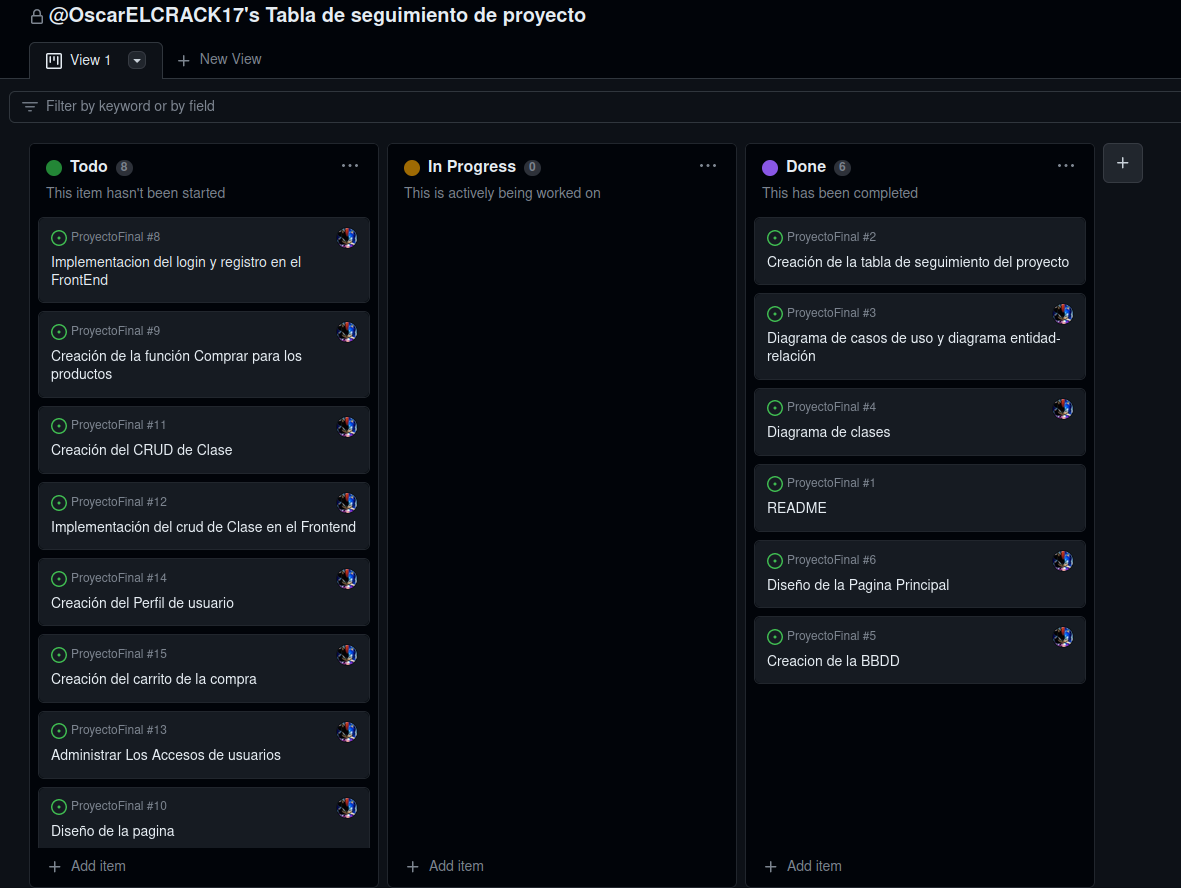 @OscarELCRACK17's Tabla de seguimiento de proyecto
View 1
New View
Filter by keyword or by field
Todo 8
This item hasn't been started
ProyectoFinal #8
Implementacion del login y registro en el
FrontEnd
ProyectoFinal #9
Creación de la función Comprar para los
productos
ProyectoFinal #11
Creación del CRUD de Clase
ProyectoFinal #12
Implementación del crud de Clase en el Frontend
ProyectoFinal #14
Creación del Perfil de usuario
ProyectoFinal #15
Creación del carrito de la compra
ProyectoFinal #13
Administrar Los Accesos de usuarios
ProyectoFinal #10
Diseño de la pagina
Add item
In Progress 0
This is actively being worked on
Add item
Done 6
This has been completed
ProyectoFinal #2
Creación de la tabla de seguimiento del proyecto
ProyectoFinal #3
Diagrama de casos de uso y diagrama entidad-
relación
ProyectoFinal #4
Diagrama de clases
ProyectoFinal #1
README
ProyectoFinal #6
Diseño de la Pagina Principal
ProyectoFinal #5
Creacion de la BBDD
Add item